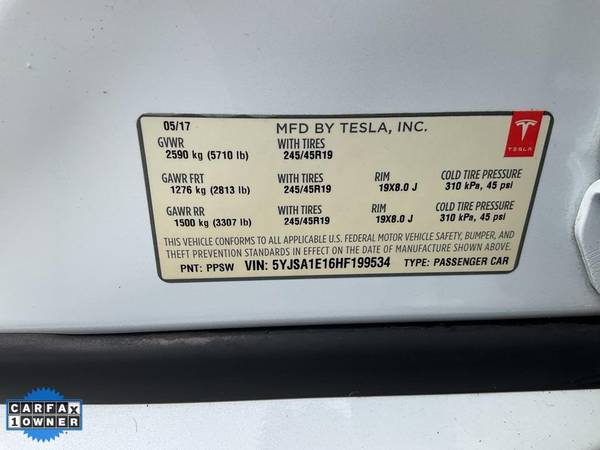 05/17 MFD BY TESLA, INC.
GVWR WITH TIRES
2590 kg (5710 lb) 245/45R19
TESLA
GAWR FRT WITH TIRES RIM COLD TIRE PRESSURE
1276 kg (2813 lb) 245/45R19 19X8.0 J 310 kPa, 45 psi
GAWR RR WITH TIRES RIM COLD TIRE PRESSURE
1500 kg (3307 lb) 245/45R19 19X8.0 J 310 kPa, 45 psi
THIS VEHICLE CONFORMS TO ALL APPLICABLE U.S. FEDERAL MOTOR VEHICLE SAFETY, BUMPER, AND
THEFT PREVENTION STANDARDS IN EFFECT ON THE DATE OF MANUFACTURE SHOWN ABOVE.
PNT: PPSW VIN: 5YJSA1E16HF199534 TYPE: PASSENGER CAR
CARFAX
1 OWNER